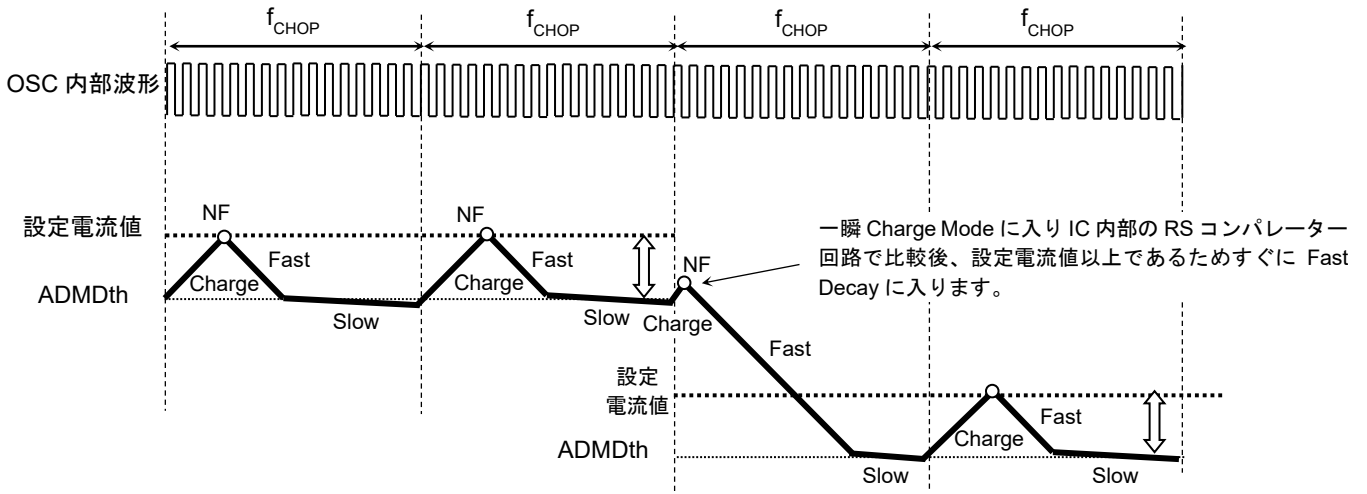 fCHOP fCHOP fCHOP fCHOP
OSC 内部波形
設定電流値
NF
NF
一瞬 Charge Mode に入り IC 内部の RS コンパレーター
回路で比較後、設定電流値以上であるためすぐに Fast
Decay に入ります。
NF
Fast
Fast
Charge
Charge
ADMDth
Slow
Slow
Charge
Fast
設定
電流値
Fast
Charge
ADMDth
Slow
Slow